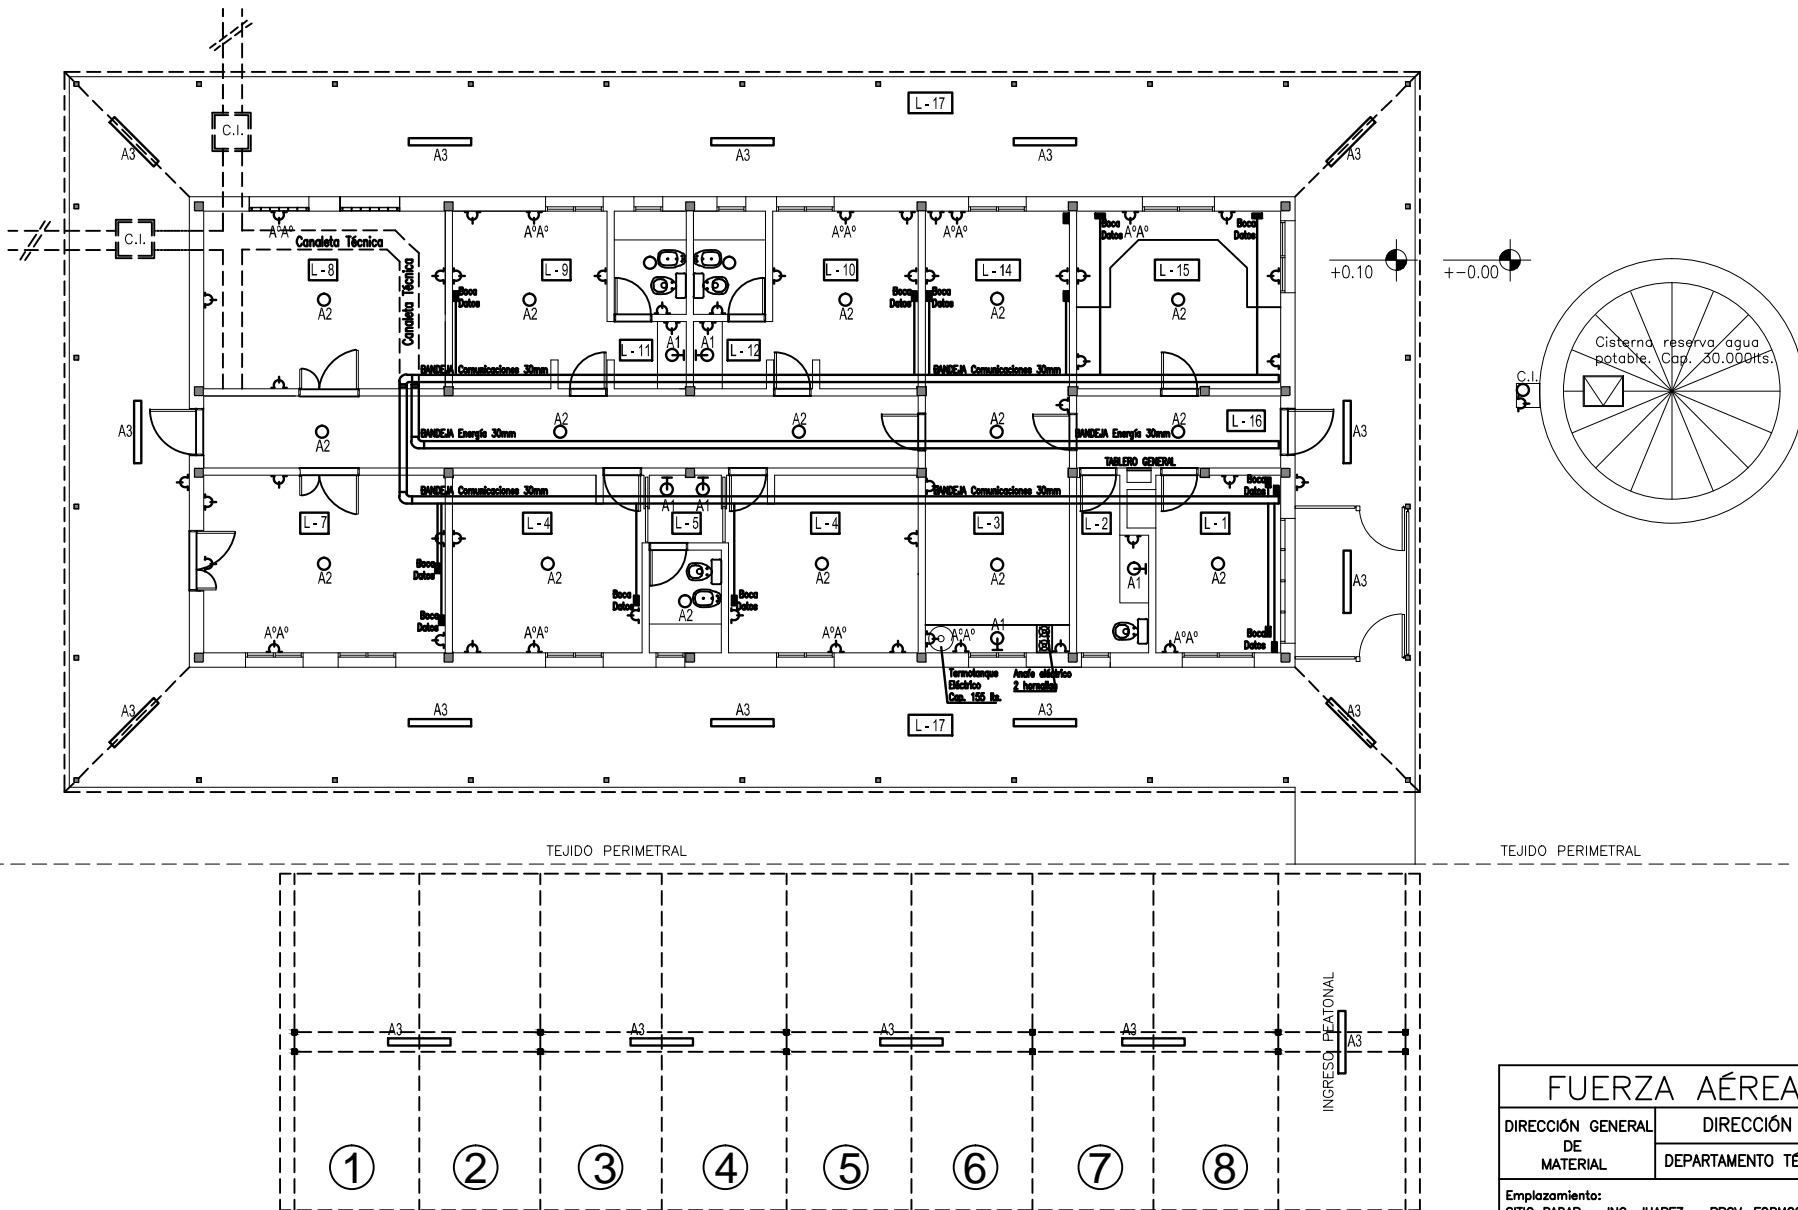 L-17
C.I.
A3
A3
A3
A3
A3
C.I.
AºAº
Canaleta Técnica
Canaleta Técnica
L-8
A2
AºAº
L-9
Boca
Datos
A2
L-11
A1
A1
L-12
AºAº
L-10
Boca
Datos
A2
AºAº
Boca
Datos
L-14
A2
Boca
Datos
AºAº
Boca
Datos
L-15
A2
+0.10
+-0.00
Cisterna reserva agua
potable. Cap. 30.000lts.
C.I.
BANDEJA Comunicaciones 30mm
BANDEJA Comunicaciones 30mm
A3
A2
A2
A2
A2
A2
L-16
A3
BANDEJA Energía 30mm
BANDEJA Energía 30mm
TABLERO GENERAL
BANDEJA Comunicaciones 30mm
BANDEJA Comunicaciones 30mm
L-7
A2
Boca
Datos
Boca
Datos
AºAº
L-4
A2
Boca
Datos
AºAº
A1
A1
L-5
A2
Boca
Datos
L-4
A2
AºAº
L-3
A2
AºAº
A1
L-2
A1
L-1
A2
Boca
Datos
Boca
Datos
AºAº
A3
Termotanque
Eléctrico
Cap. 155 lts.
Anafe eléctrico
2 hornallas
A3
A3
A3
A3
A3
L-17
TEJIDO PERIMETRAL
TEJIDO PERIMETRAL
A3
A3
A3
A3
A3
INGRESO PEATONAL
1
2
3
4
5
6
7
8
FUERZA AÉREA
DIRECCIÓN GENERAL
DE
MATERIAL
DIRECCIÓN
DEPARTAMENTO
Emplazamiento: